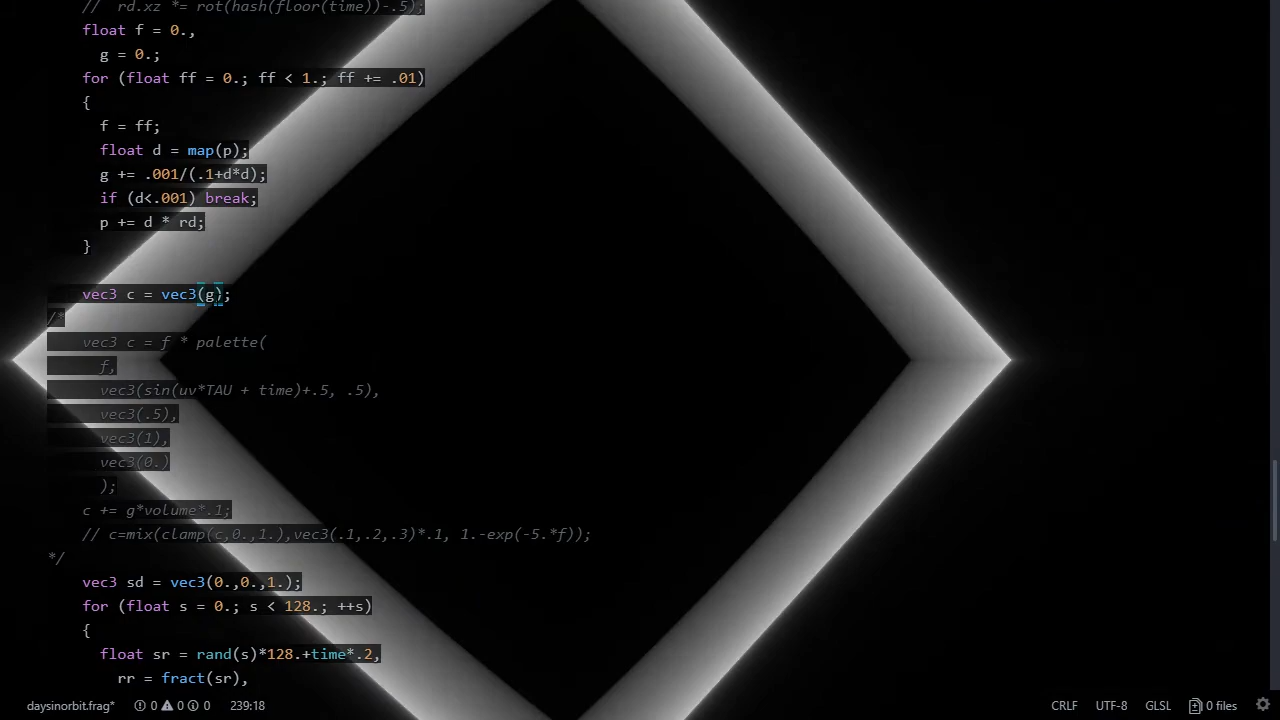 //  rd.xz *= rot(hash(floor(time))-.5);
float f = 0.,
g = 0.;
for (float ff = 0.; ff < 1.; ff += .01)
{
f = ff;
float d = map(p);
g += .001/(.1+d*d);
if (d<.001) break;
p += d * rd;
}
vec3 c = vec3(g);
/*
vec3 c = f * palette(
f,
vec3(sin(uv*TAU + time)+.5, .5),
vec3(.5),
vec3(1),
vec3(0.)
);
c += g*volume*.1;
// c=mix(clamp(c,0.,1.),vec3(.1,.2,.3)*.1, 1.-exp(-5.*f));
*/
vec3 sd = vec3(0.,0.,1.);
for (float s = 0.; s < 128.; ++s)
{
float sr = rand(s)*128.+time*.2,
rr = fract(sr),
daysinorbit.frag* 0 0 0 239:18 CRLF UTF-8 GLSL 0 files